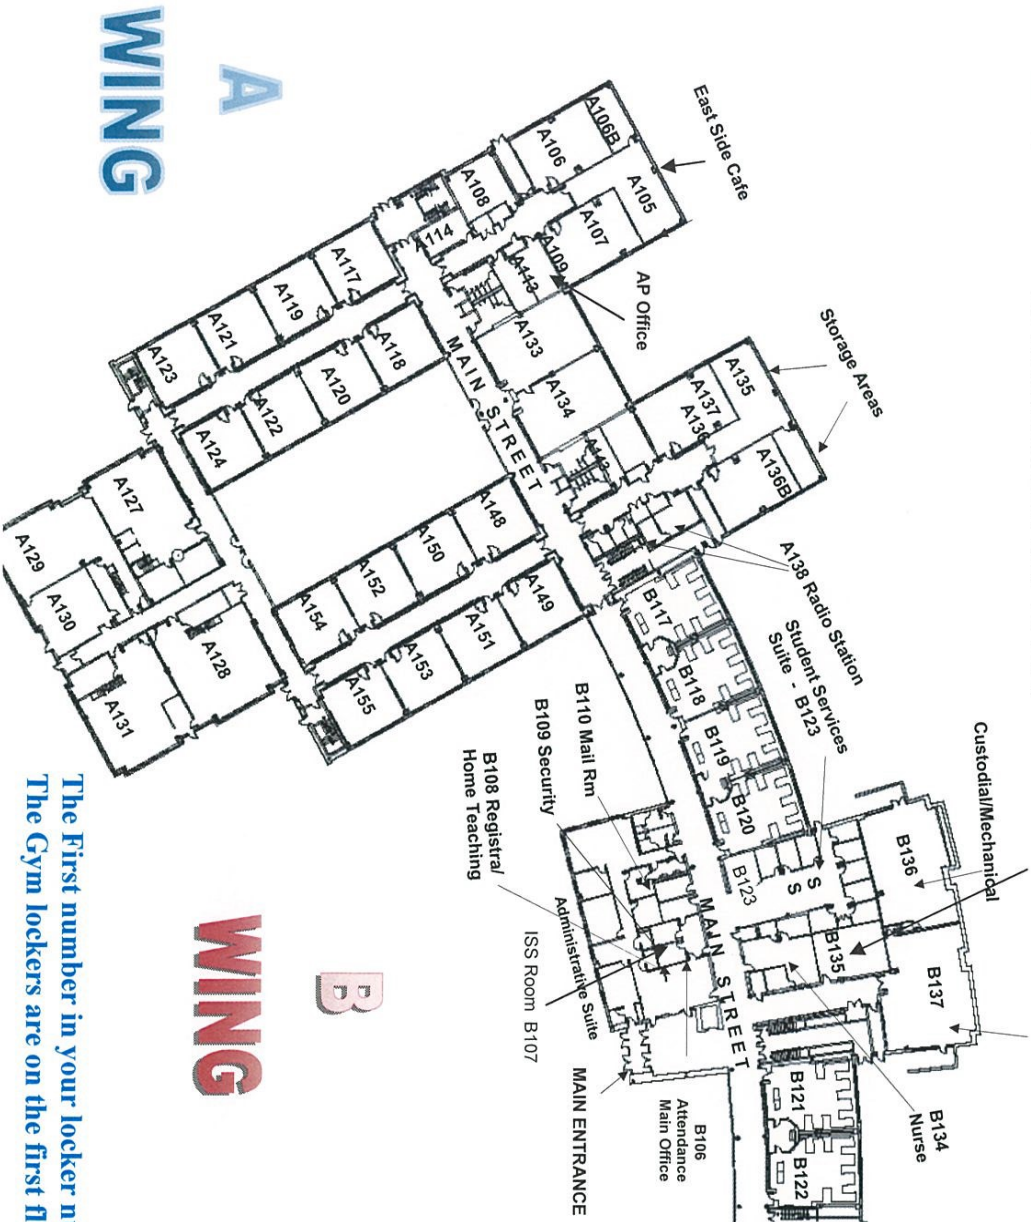 A
WING
East Side Cafe
A106B
A106
A105
A108
A107
A114
A109
A113
AP Office
A117
A119
A121
A123
A118
A120
A122
A124
MAIN STREET
A133
A134
Storage Areas
A135
A137
A136
A136B
A138 Radio Station
A127
A129
A130
A128
A131
A148
A150
A152
A154
A149
A151
A153
A155
B117
B118
B119
B120
Student Services
Suite - B123
B123
S S
Custodial/Mechanical
B136
B135
B137
B134
Nurse
MAIN STREET
B110 Mail Rm
B109 Security
B108 Registra/
Home Teaching
Administrative Suite
ISS Room B107
MAIN ENTRANCE
B106
Attendance
Main Office
B121
B122
B
WING
The First number in your locker n
The Gym lockers are on the first fl